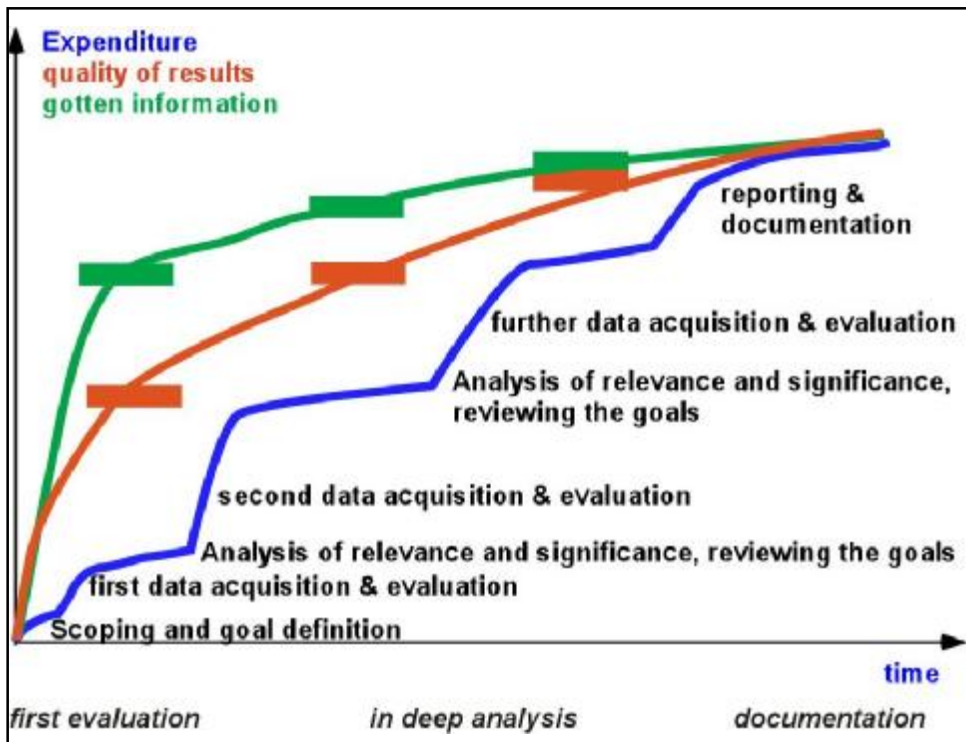 Expenditure
quality of results
gotten information
reporting &
documentation
further data acquisition & evaluation
Analysis of relevance and significance,
reviewing the goals
second data acquisition & evaluation
Analysis of relevance and significance, reviewing the goals
first data acquisition & evaluation
Scoping and goal definition
time
first evaluation
in deep analysis
documentation